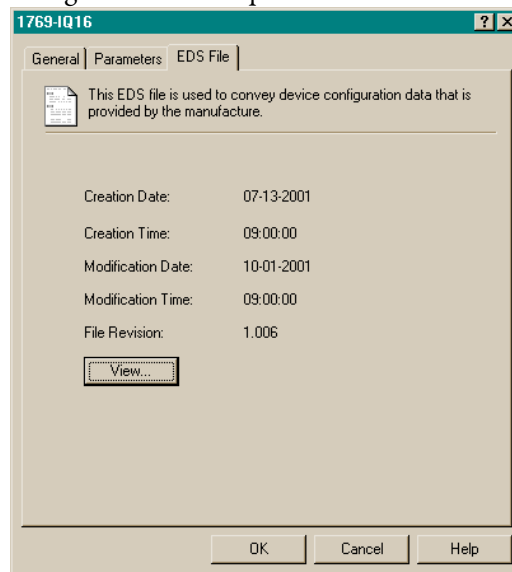 1769-IQ16
General Parameters EDS File
This EDS file is used to convey device configuration data that is
provided by the manufacture.
Creation Date: 07-13-2001
Creation Time: 09:00:00
Modification Date: 10-01-2001
Modification Time: 09:00:00
File Revision: 1.006
View...
OK Cancel Help